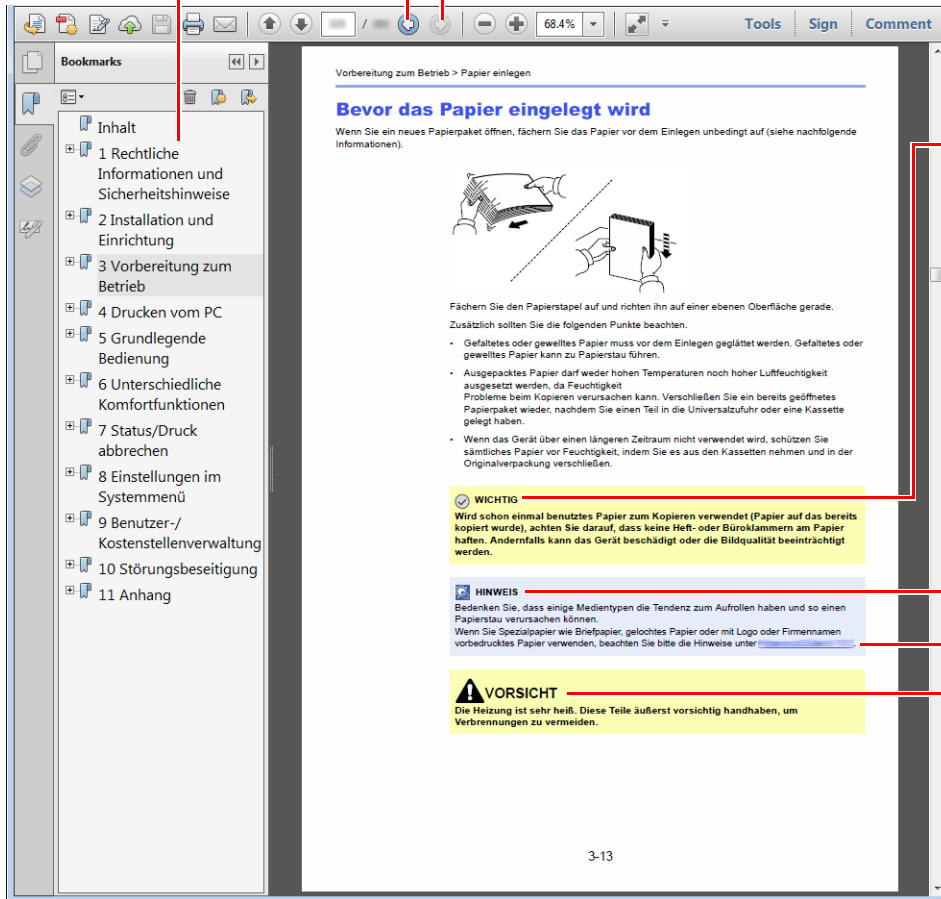 / 68.4% Tools Sign Comment
Bookmarks
Inhalt
1 Rechtliche
Informationen und
Sicherheitshinweise
2 Installation und
Einrichtung
3 Vorbereitung zum
Betrieb
4 Drucken vom PC
5 Grundlegende
Bedienung
6 Unterschiedliche
Komfortfunktionen
7 Status/Druck
abbrechen
8 Einstellungen im
Systemmenü
9 Benutzer-/
Kostenstellenverwaltung
10 Störungsbeseitigung
11 Anhang
Vorbereitung zum Betrieb > Papier einlegen
Bevor das Papier eingelegt wird
Wenn Sie ein neues Papierpaket öffnen, fächern Sie das Papier vor dem Einlegen unbedingt auf (siehe nachfolgende
Informationen).
Fächern Sie den Papierstapel auf und richten ihn auf einer ebenen Oberfläche gerade.
Zusätzlich sollten Sie die folgenden Punkte beachten.
• Gefaltetes oder gewelltes Papier muss vor dem Einlegen geglättet werden. Gefaltetes oder
gewelltes Papier kann zu Papierstau führen.
• Ausgepacktes Papier darf weder hohen Temperaturen noch hoher Luftfeuchtigkeit
ausgesetzt werden, da Feuchtigkeit
Probleme beim Kopieren verursachen kann. Verschließen Sie ein bereits geöffnetes
Papierpaket wieder, nachdem Sie einen Teil in die Universalzufuhr oder eine Kassette
gelegt haben.
• Wenn das Gerät über einen längeren Zeitraum nicht verwendet wird, schützen Sie
sämtliches Papier vor Feuchtigkeit, indem Sie es aus den Kassetten nehmen und in der
Originalverpackung verschließen.
WICHTIG
Wird schon einmal benutztes Papier zum Kopieren verwendet (Papier auf das bereits
kopiert wurde), achten Sie darauf, dass keine Heft- oder Büroklammern am Papier
haften. Andernfalls kann das Gerät beschädigt oder die Bildqualität beeinträchtigt
werden.
HINWEIS
Bedenken Sie, dass einige Medientypen die Tendenz zum Aufrollen haben und so einen
Papierstau verursachen können.
Wenn Sie Spezialpapier wie Briefpapier, gelochtes Papier oder mit Logo oder Firmennamen
vorbedrucktes Papier verwenden, beachten Sie bitte die Hinweise unter
VORSICHT
Die Heizung ist sehr heiß. Diese Teile äußerst vorsichtig handhaben, um
Verbrennungen zu vermeiden.
3-13